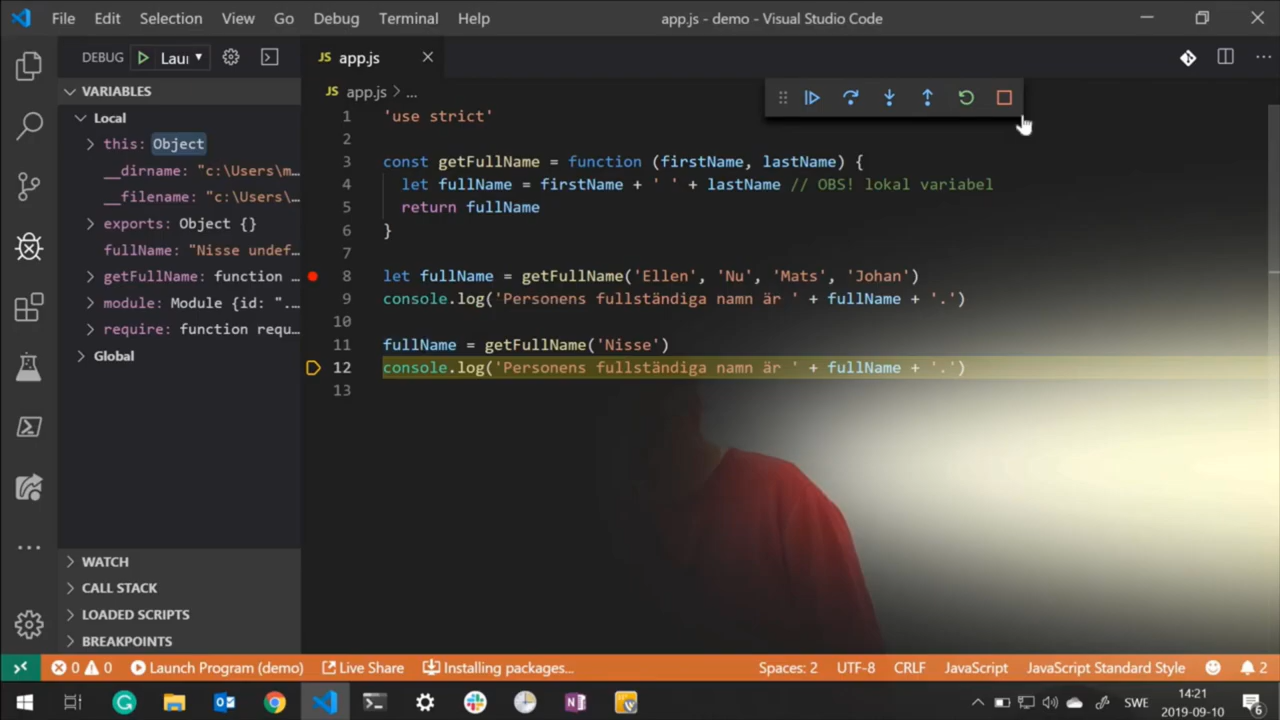 File Edit Selection View Go Debug Terminal Help app.js - demo - Visual Studio Code
DEBUG Laun
VARIABLES
Local
this: Object
__dirname: "c:\Users\m…
__filename: "c:\Users\…
exports: Object {}
fullName: "Nisse undef…
getFullName: function …
module: Module {id: ".…
require: function requ…
Global
WATCH
CALL STACK
LOADED SCRIPTS
BREAKPOINTS
JS app.js
JS app.js > ...
1 'use strict'
2
3 const getFullName = function (firstName, lastName) {
4 let fullName = firstName + ' ' + lastName // OBS! lokal variabel
5 return fullName
6 }
7
8 let fullName = getFullName('Ellen', 'Nu', 'Mats', 'Johan')
9 console.log('Personens fullständiga namn är ' + fullName + '.')
10
11 fullName = getFullName('Nisse')
12 console.log('Personens fullständiga namn är ' + fullName + '.')
13
0 0 Launch Program (demo) Live Share Installing packages... Spaces: 2 UTF-8 CRLF JavaScript JavaScript Standard Style 2
SWE
14:21
2019-09-10
6